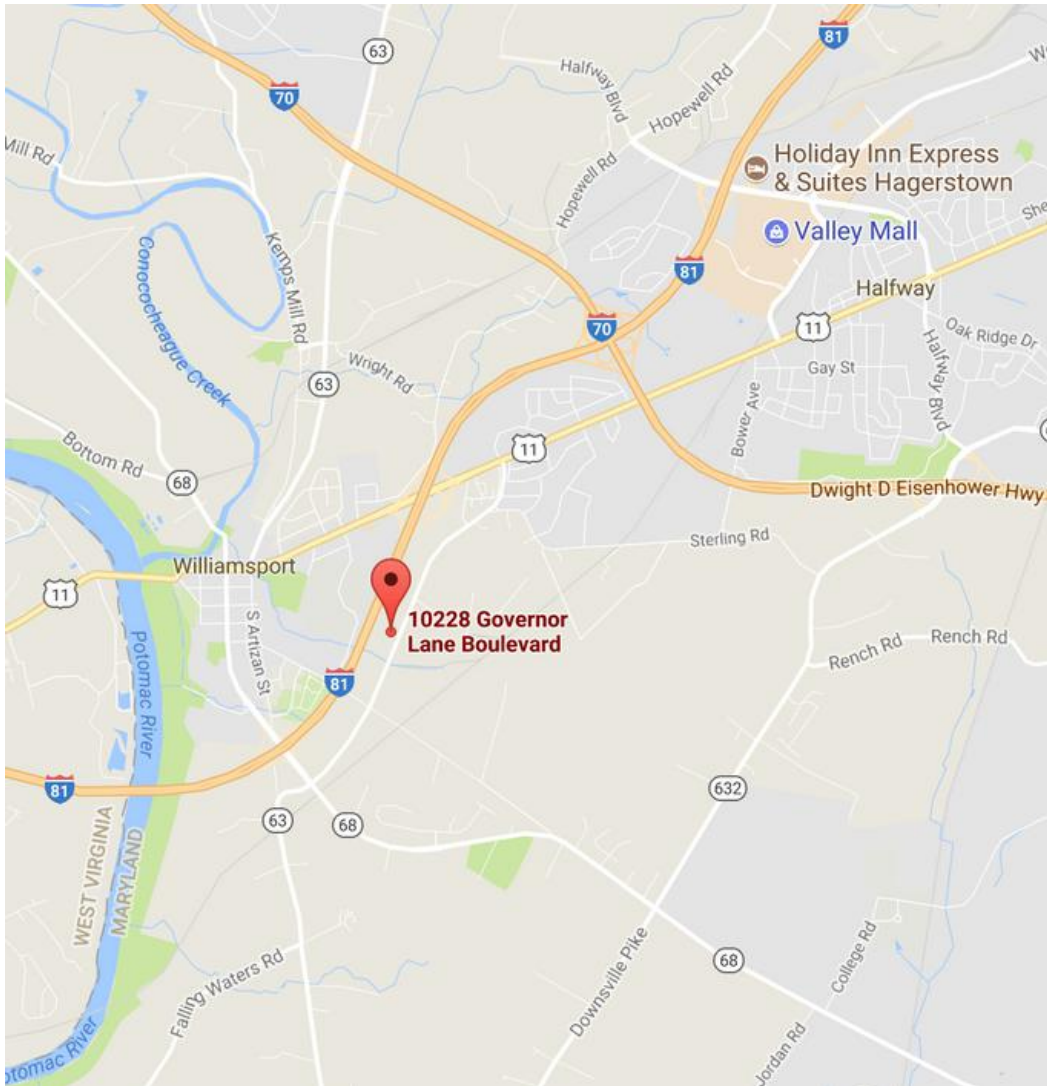 81
63
70
Halfway Blvd
Hopewell Rd
Mill Rd
Holiday Inn Express
& Suites Hagerstown
Hopewell Rd
Valley Mall
Conococheague Creek
Kemps Mill Rd
81
Halfway
70
11
Oak Ridge Dr
Wright Rd
Gay St
63
Halfway Blvd
Bower Ave
Bottom Rd
11
68
Dwight D Eisenhower Hwy
Sterling Rd
Williamsport
11
10228 Governor
Lane Boulevard
S Artizan St
Potomac River
Rench Rd
Rench Rd
81
81
632
63
68
WEST VIRGINIA
MARYLAND
College Rd
68
Falling Waters Rd
Downsville Pike
Jordan Rd
otomac River